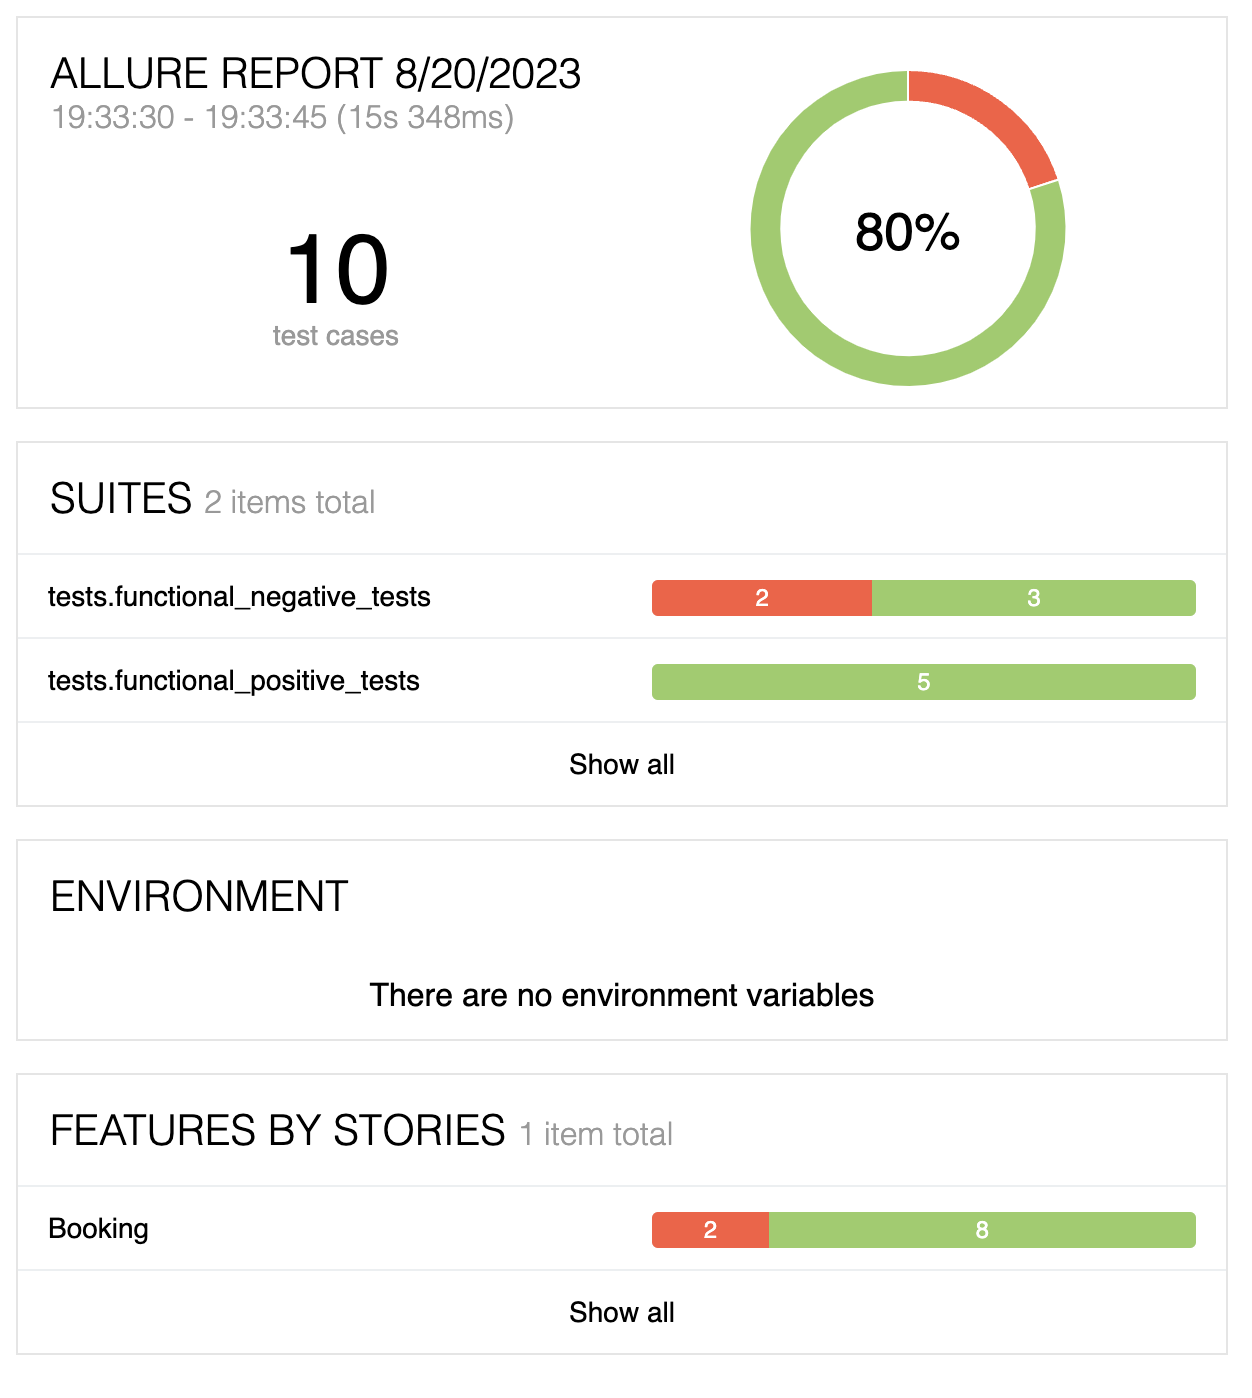 ALLURE REPORT 8/20/2023
19:33:30 - 19:33:45 (15s 348ms)
10
test cases
80%
SUITES 2 items total
tests.functional_negative_tests 2 3
tests.functional_positive_tests 5
Show all
ENVIRONMENT
There are no environment variables
FEATURES BY STORIES 1 item total
Booking 2 8
Show all